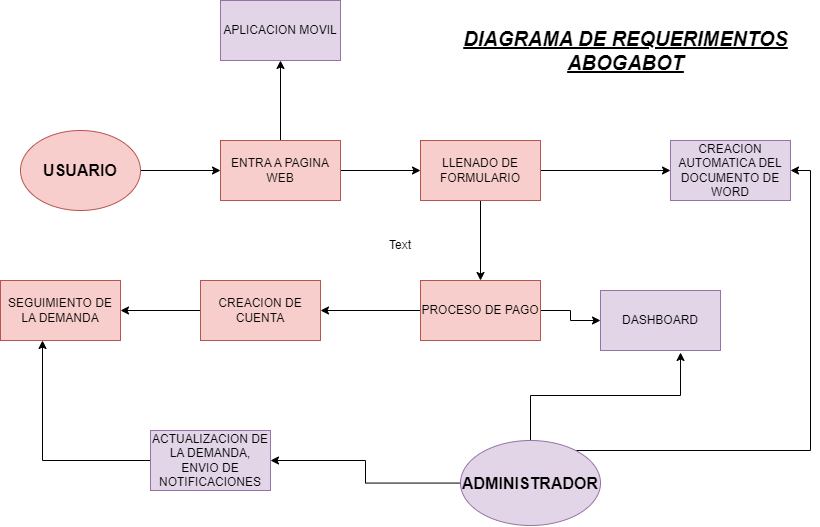 APLICACION MOVIL
DIAGRAMA DE REQUERIMENTOS
ABOGABOT
USUARIO
ENTRA A PAGINA
WEB
LLENADO DE
FORMULARIO
CREACION
AUTOMATICA DEL
DOCUMENTO DE
WORD
Text
SEGUIMIENTO DE
LA DEMANDA
CREACION DE
CUENTA
PROCESO DE PAGO
DASHBOARD
ACTUALIZACION DE
LA DEMANDA,
ENVIO DE
NOTIFICACIONES
ADMINISTRADOR